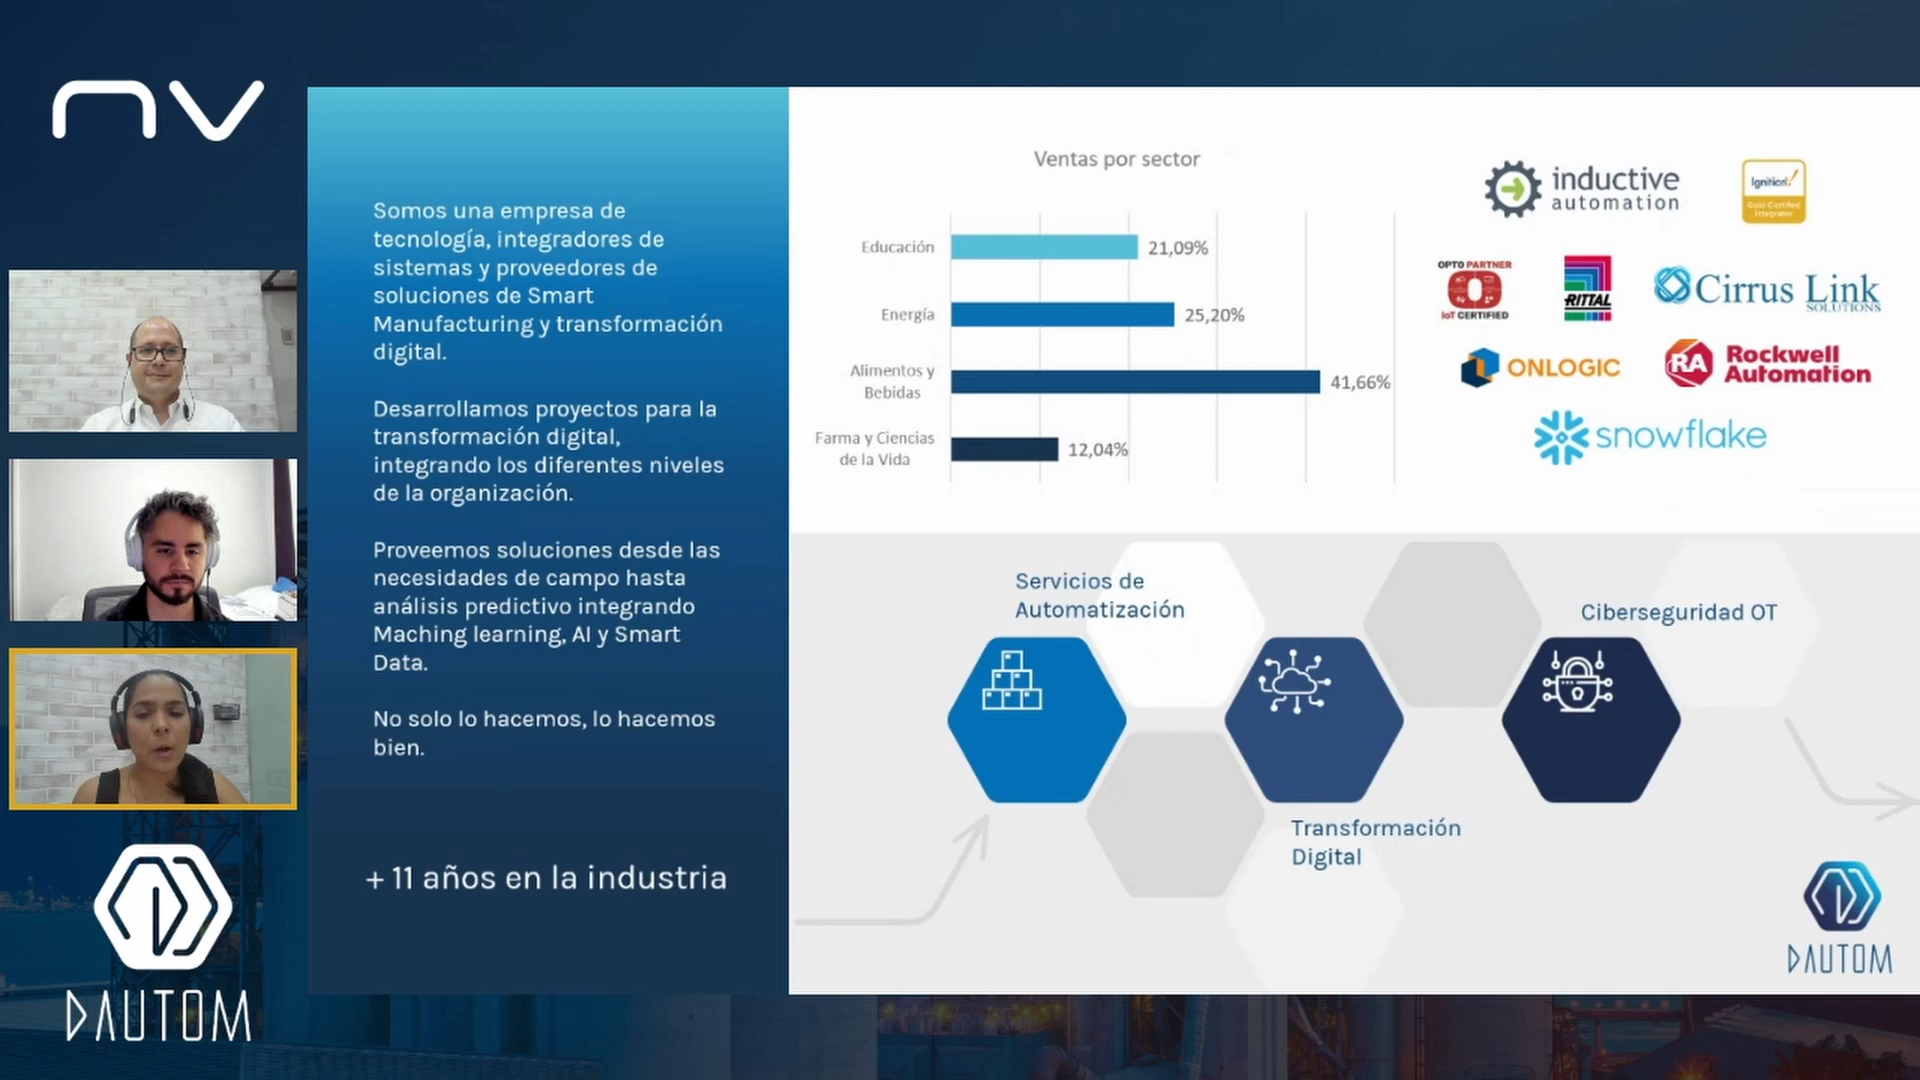 nv
DAUTOM
Somos una empresa de
tecnología, integradores de
sistemas y proveedores de
soluciones de Smart
Manufacturing y transformación
digital.
Desarrollamos proyectos para la
transformación digital,
integrando los diferentes niveles
de la organización.
Proveemos soluciones desde las
necesidades de campo hasta
análisis predictivo integrando
Maching learning, AI y Smart
Data.
No solo lo hacemos, lo hacemos
bien.
+ 11 años en la industria
Ventas por sector
Educación
21,09%
Energía
25,20%
Alimentos y
Bebidas
41,66%
Farma y Ciencias
de la Vida
12,04%
inductive
automation
Ignition!
Gold Certified
Integrator
OPTO PARTNER
IoT CERTIFIED
RITTAL
Cirrus Link
SOLUTIONS
ONLOGIC
RA
Rockwell
Automation
snowflake
Servicios de
Automatización
Transformación
Digital
Ciberseguridad OT
DAUTOM